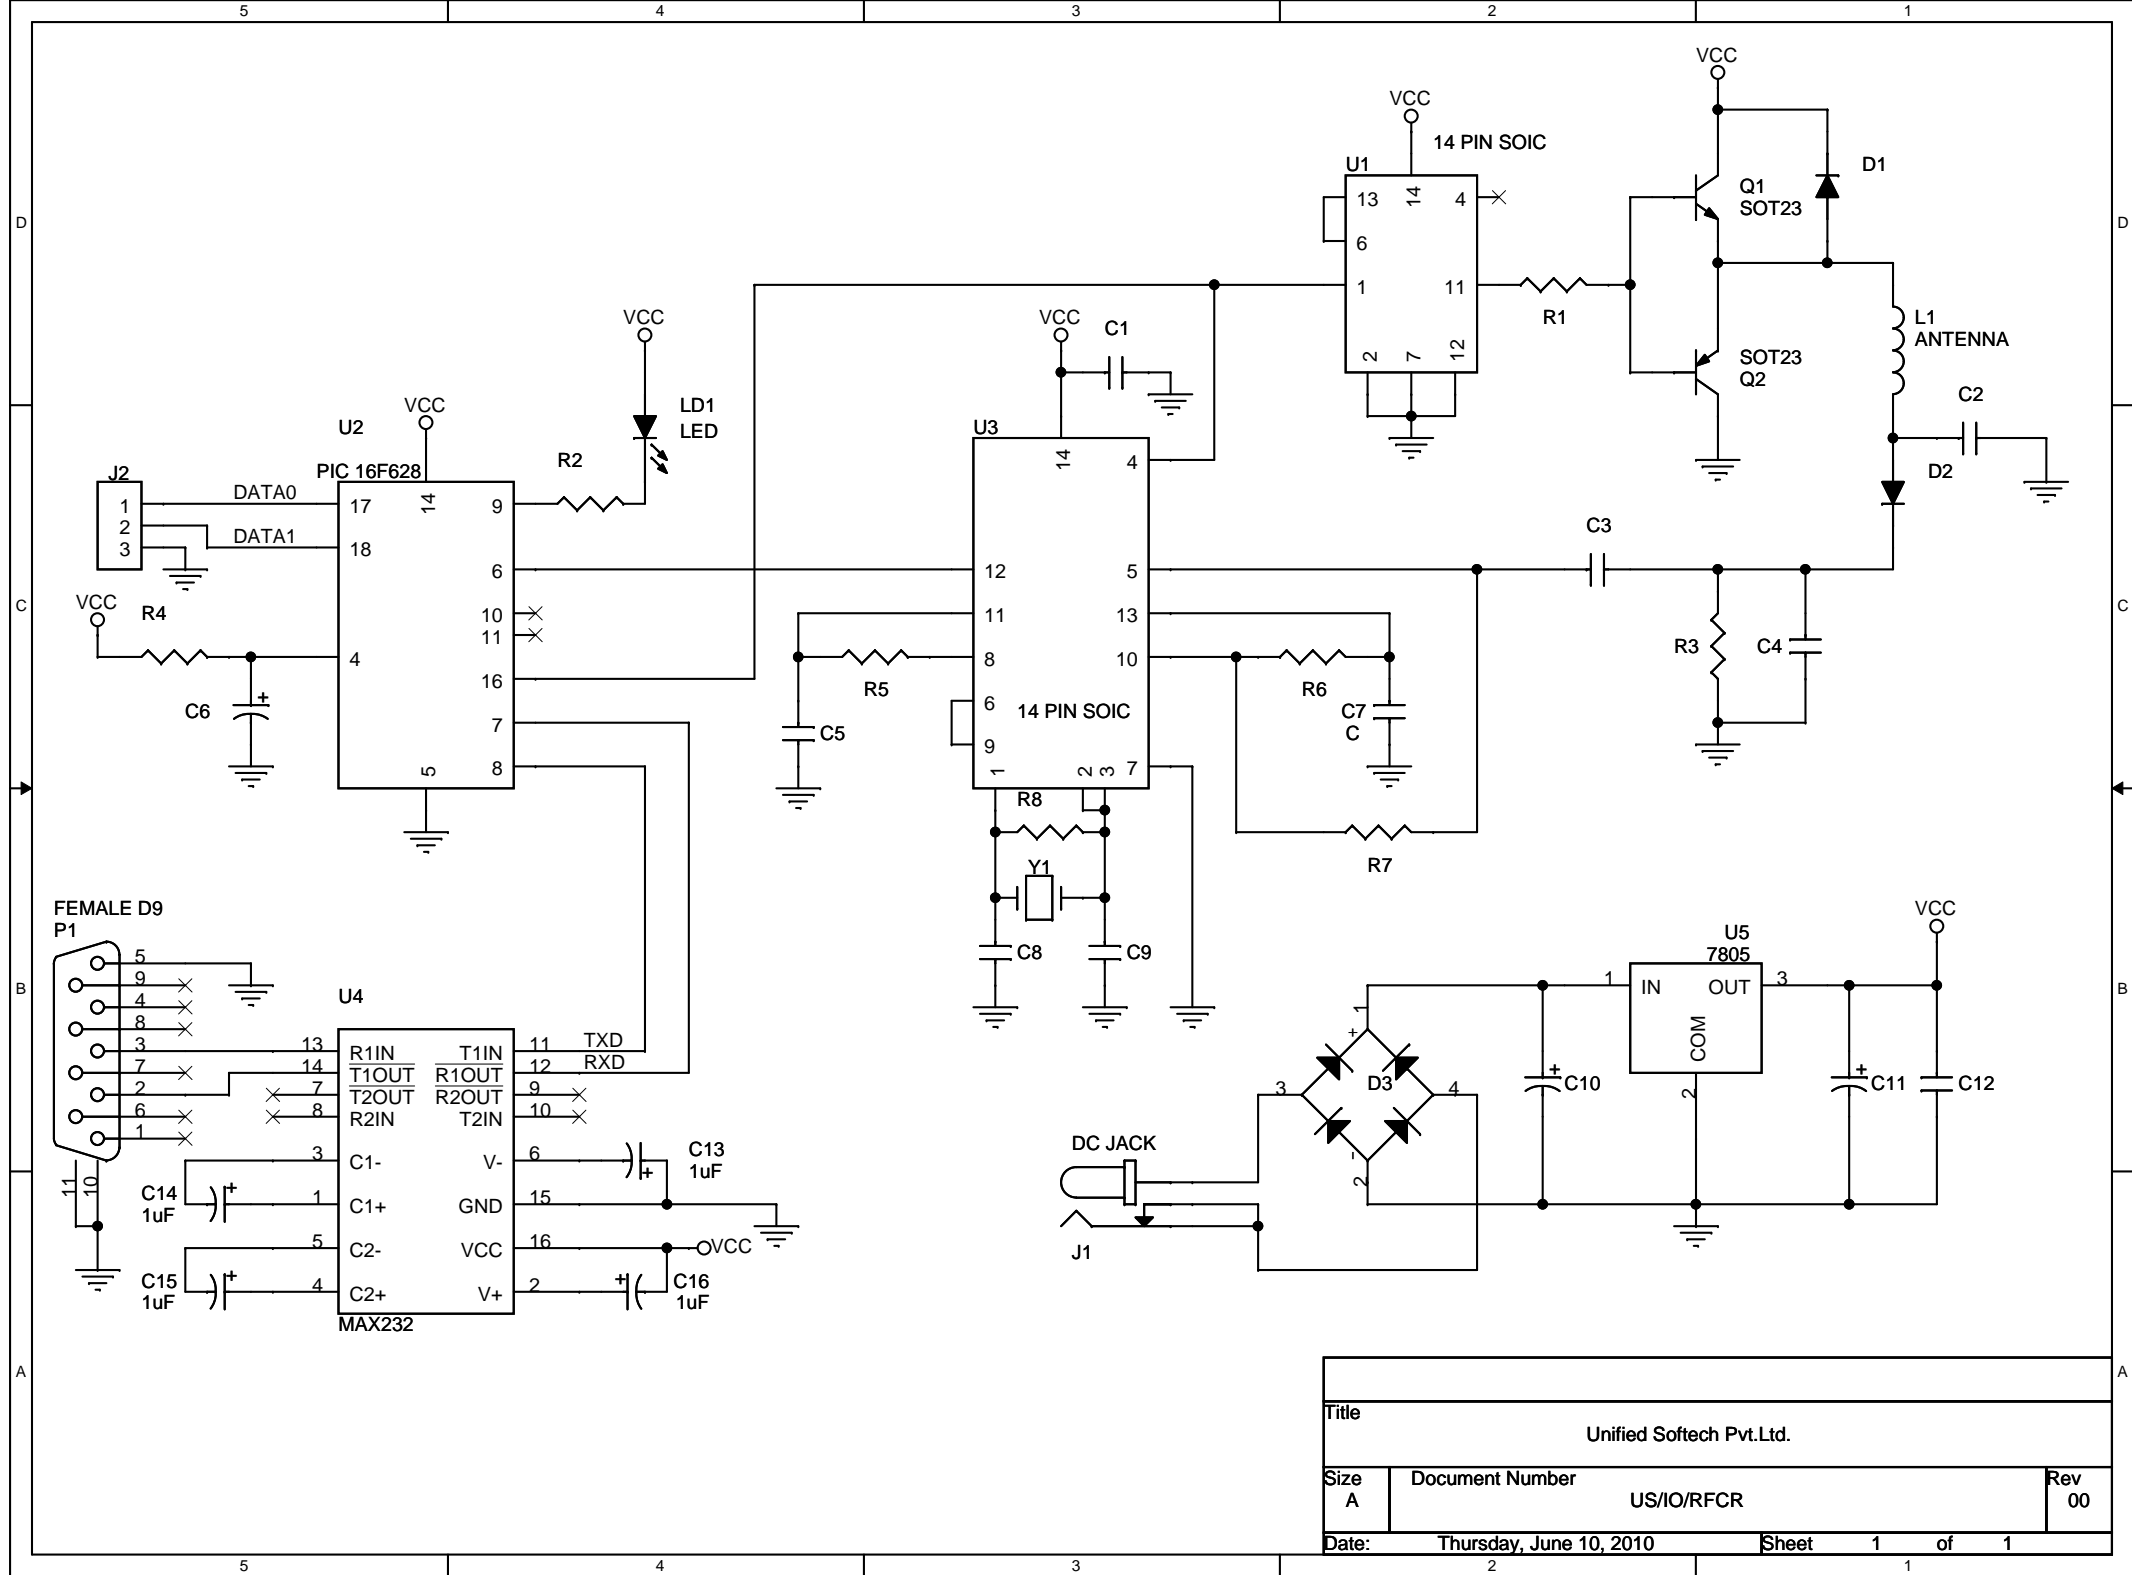 5 4 3 2 1
D
D
C
C
B
B
A
A
VCC
VCC
14 PIN SOIC
U1
13 14 4
6
1 11
2 7 12
R1
Q1
SOT23
D1
SOT23
Q2
L1
ANTENNA
C2
D2
VCC
LD1
LED
R2
VCC
C1
U2
VCC
PIC 16F628
J2
1
2
3
DATA0
DATA1
17 14 9
18
6
10
11
4
16
7
8
5
VCC
R4
C6
U3
14 4
12 5
11 13
8 10
6
14 PIN SOIC
9
1 2 3 7
R5
C5
R6
C7
C
R7
C3
R3
C4
R8
Y1
C8
C9
FEMALE D9
P1
5
9
4
8
3
7
2
6
1
11
10
U4
13 R1IN T1IN 11 TXD
14 T1OUT R1OUT 12 RXD
7 T2OUT R2OUT 9
8 R2IN T2IN 10
3 C1- V- 6
1 C1+ GND 15
5 C2- VCC 16 VCC
4 C2+ V+ 2
MAX232
C14
1uF
C15
1uF
C13
1uF
C16
1uF
+
+
+
+
+
DC JACK
J1
1
+
3 D3 4
-
2
+
C10
U5
7805
1 IN OUT 3
COM
2
VCC
+
C11
C12
Title
Unified Softech Pvt.Ltd.
Size Document Number Rev
A US/IO/RFCR 00
Date: Thursday, June 10, 2010 Sheet 1 of 1
5 4 3 2 1